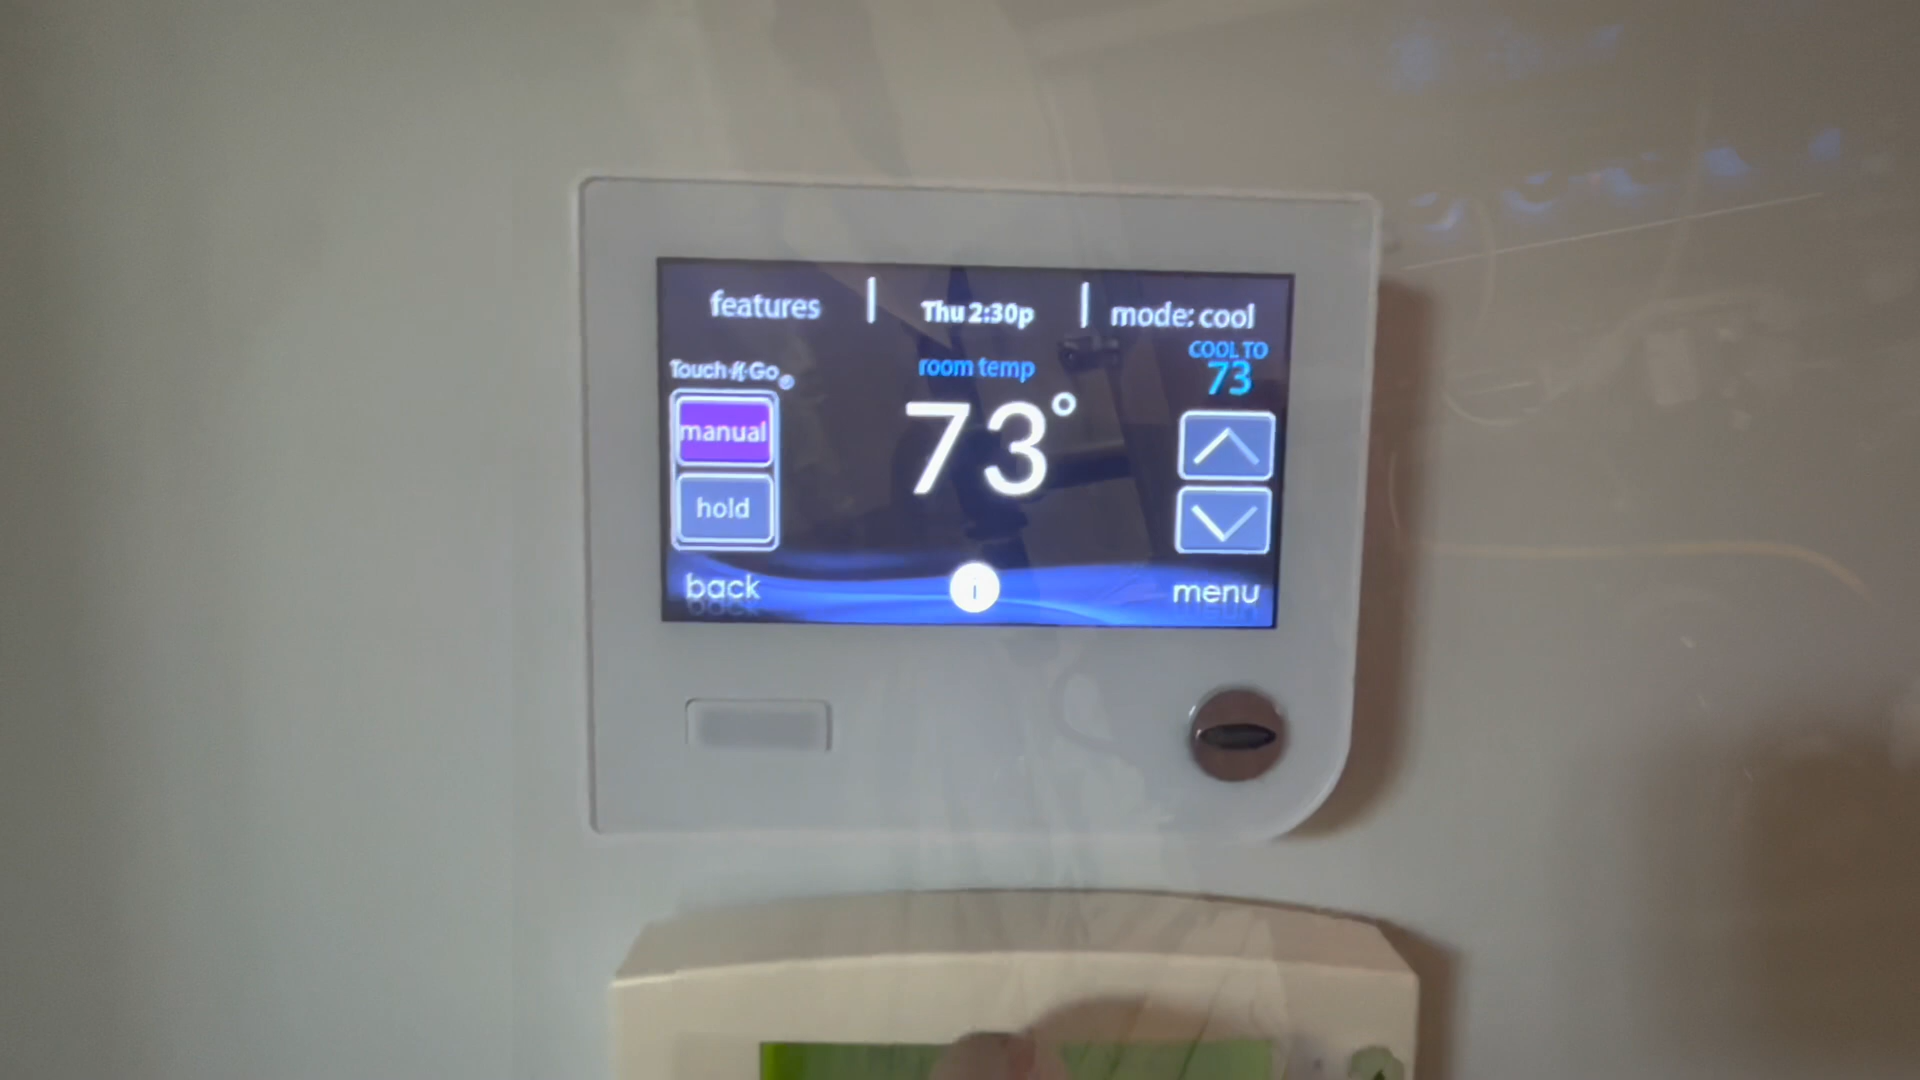 features | Thu 2:30p | mode: cool
Touch-N-Go®
room temp
COOL TO
73
manual
73°
hold
back
i
menu